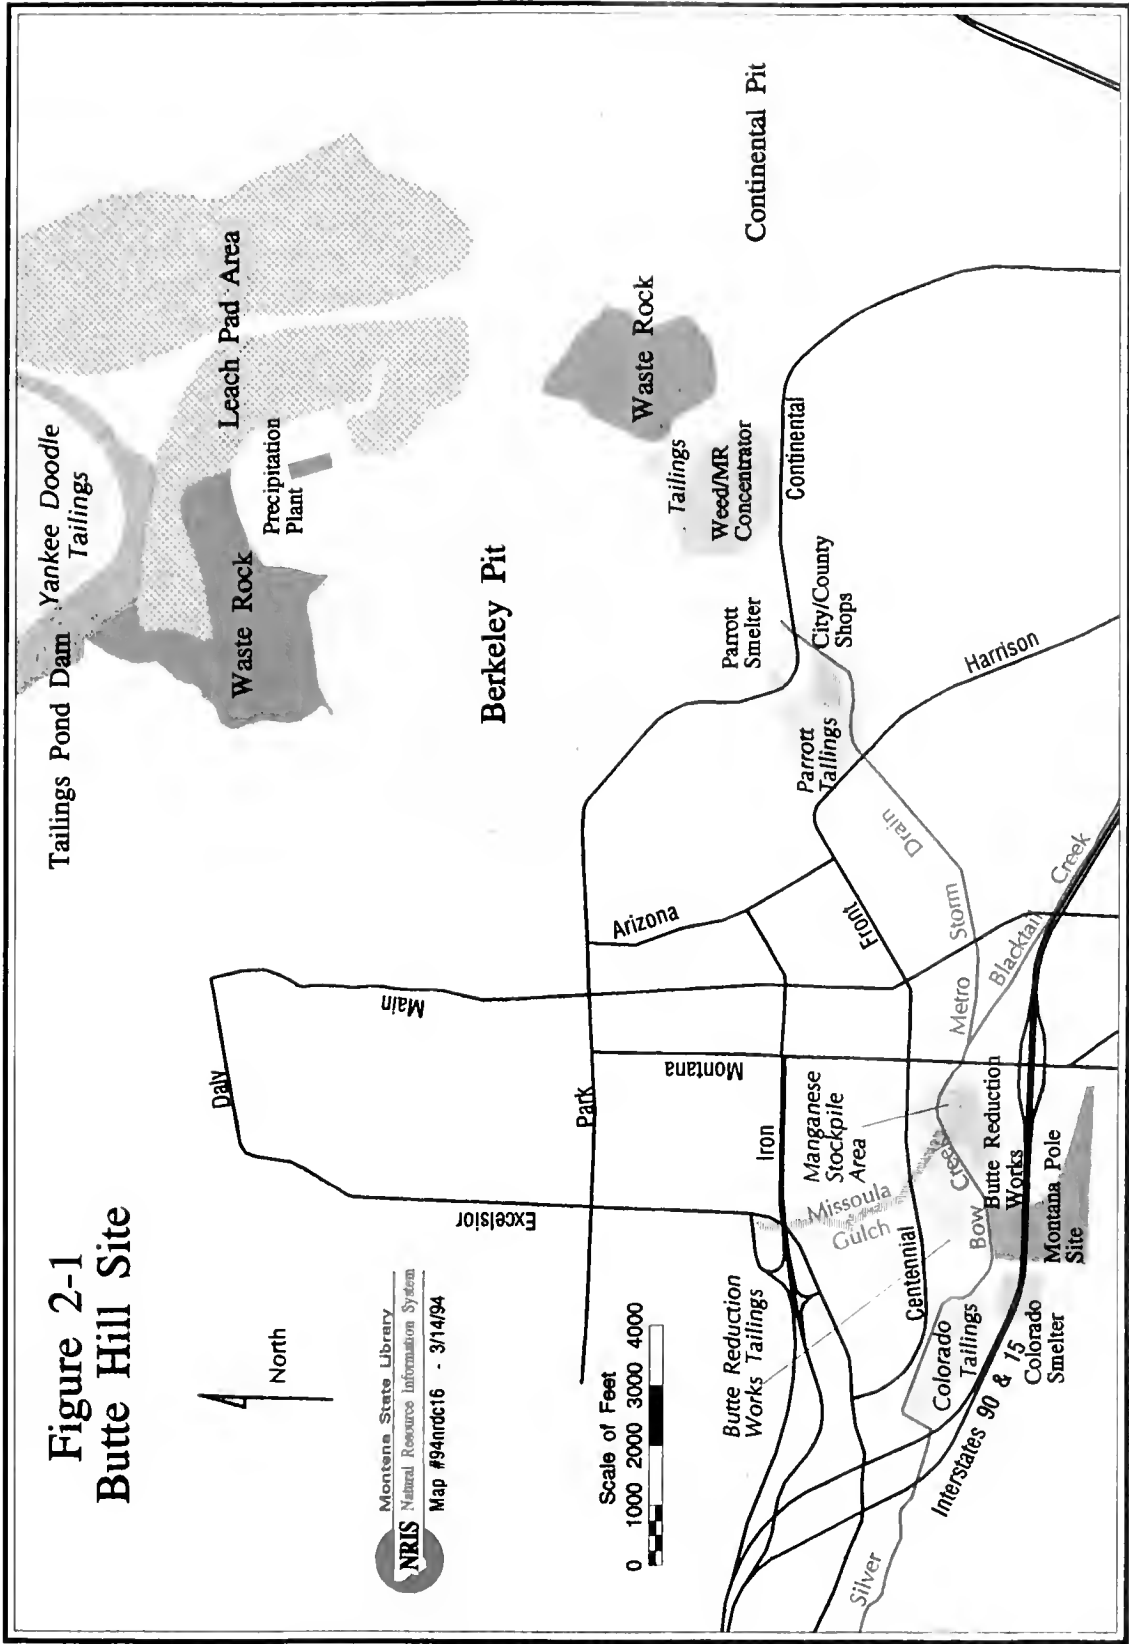 Figure 2-1
Butte Hill Site
North
Montana State Library
NRIS Natural Resource Information System
Map #94nrdc16 - 3/14/94
Scale of Feet
0 1000 2000 3000 4000
Tailings Pond Dam
Yankee Doodle
Tailings
Leach Pad Area
Precipitation
Plant
Waste Rock
Berkeley Pit
Continental Pit
Waste Rock
Tailings
Weed/MR
Concentrator
Continental
Parrott
Smelter
City/County
Shops
Parrott
Tallings
Harrison
Daly
Main
Excelsior
Park
Montana
Arizona
Iron
Front
Manganese
Stockpile
Area
Missoula
Gulch
Centennial
Metro
Storm
Drain
Blacktail
Creek
Butte Reduction
Works Tailings
Butte Reduction
Works
Silver
Bow
Creek
Colorado
Tailings
Colorado
Smelter
Montana Pole
Site
Interstates 90 & 15